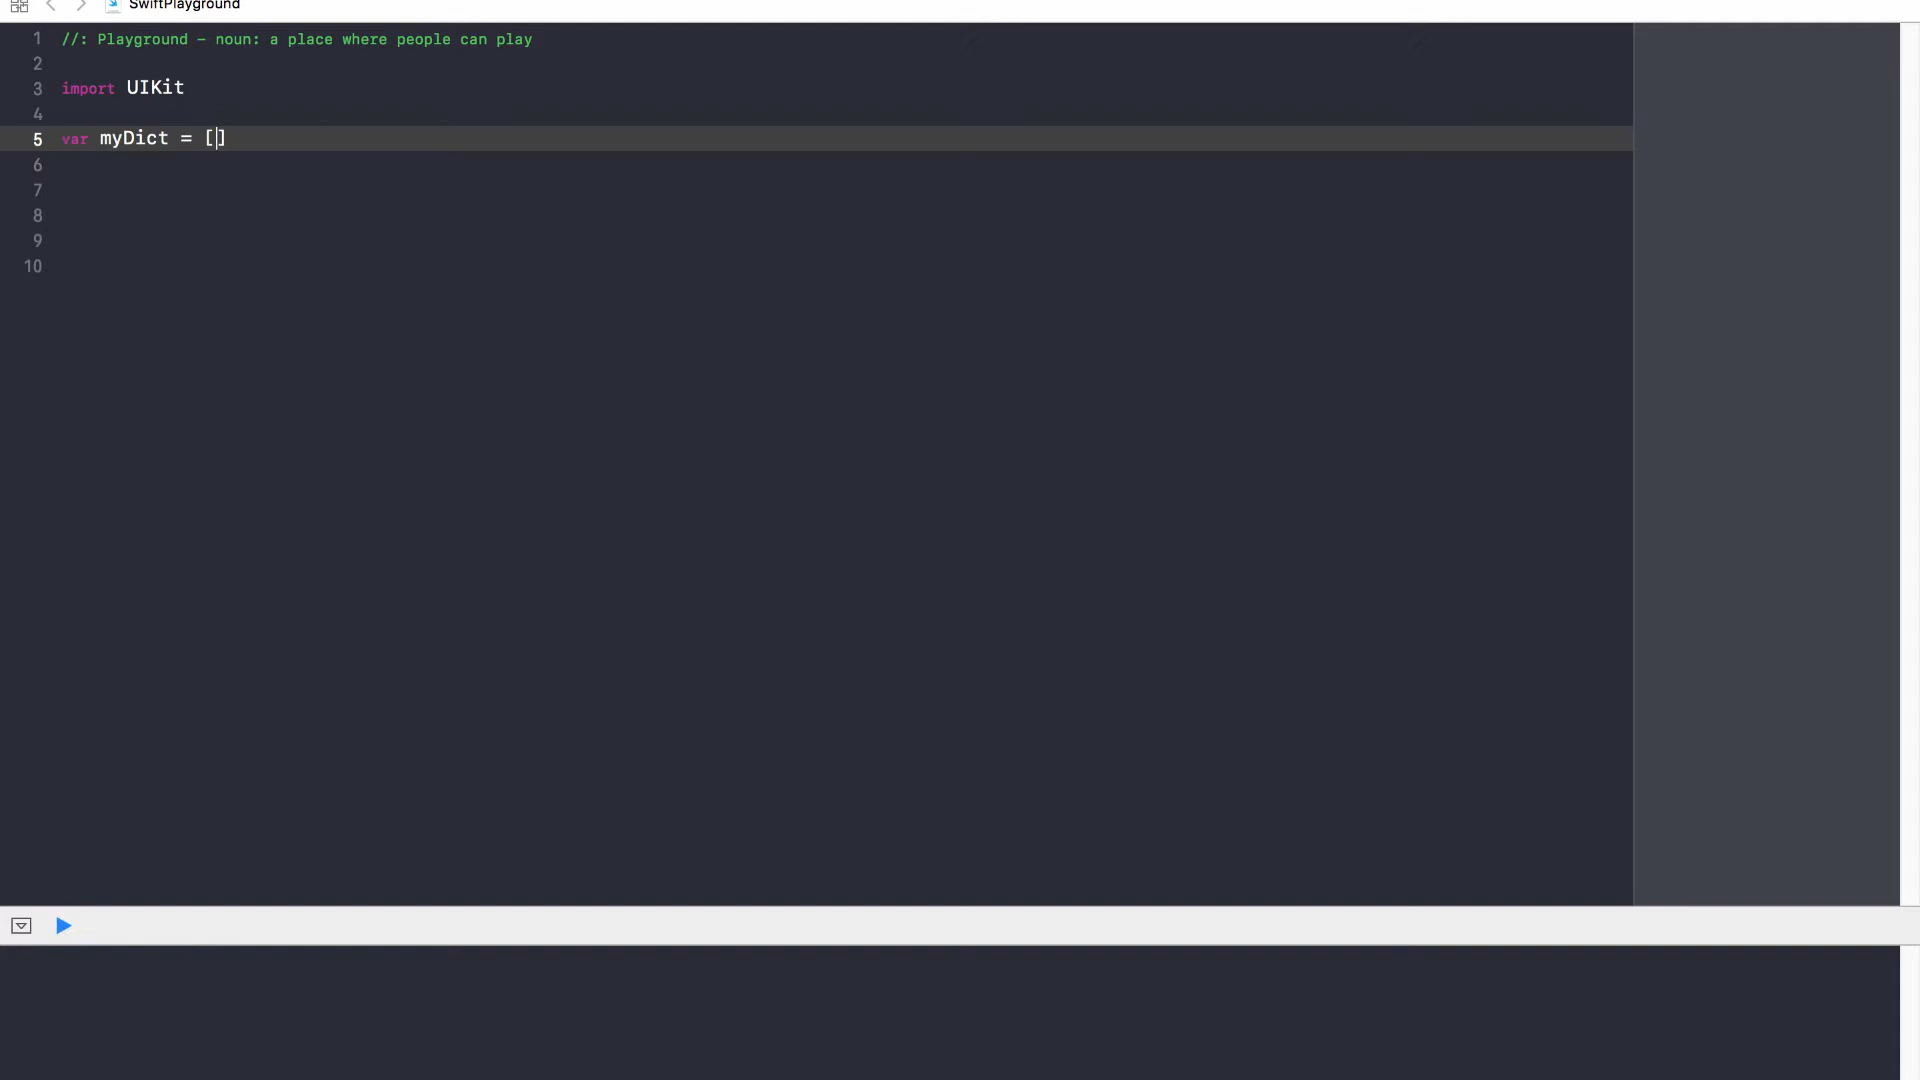 SwiftPlayground
1 //: Playground - noun: a place where people can play
2
3 import UIKit
4
5 var myDict = []
6
7
8
9
10